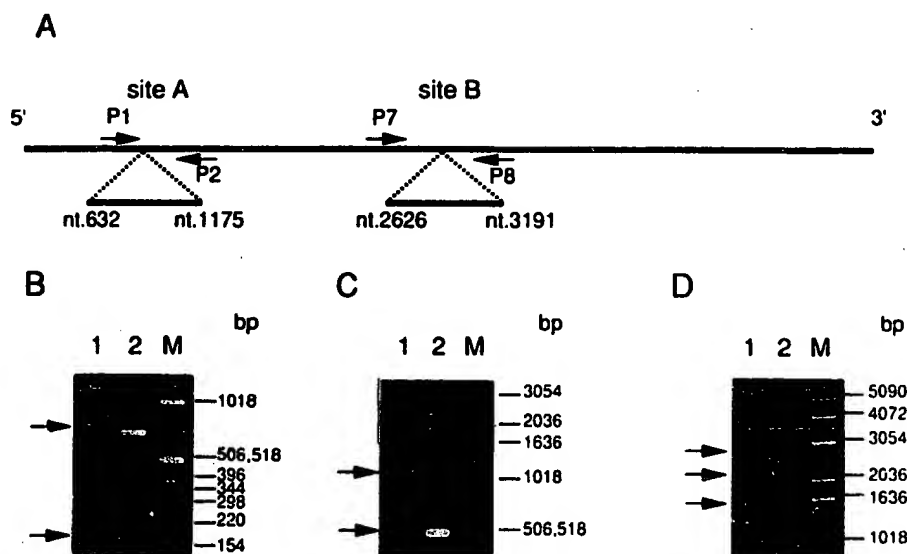 A
site A site B
5' P1 P7 3'
P2 P8
nt.632 nt.1175 nt.2626 nt.3191
B C D
bp bp bp
1 2 M 1 2 M 1 2 M
1018
506,518
396
344
298
220
154
3054
2036
1636
1018
506,518
5090
4072
3054
2036
1636
1018